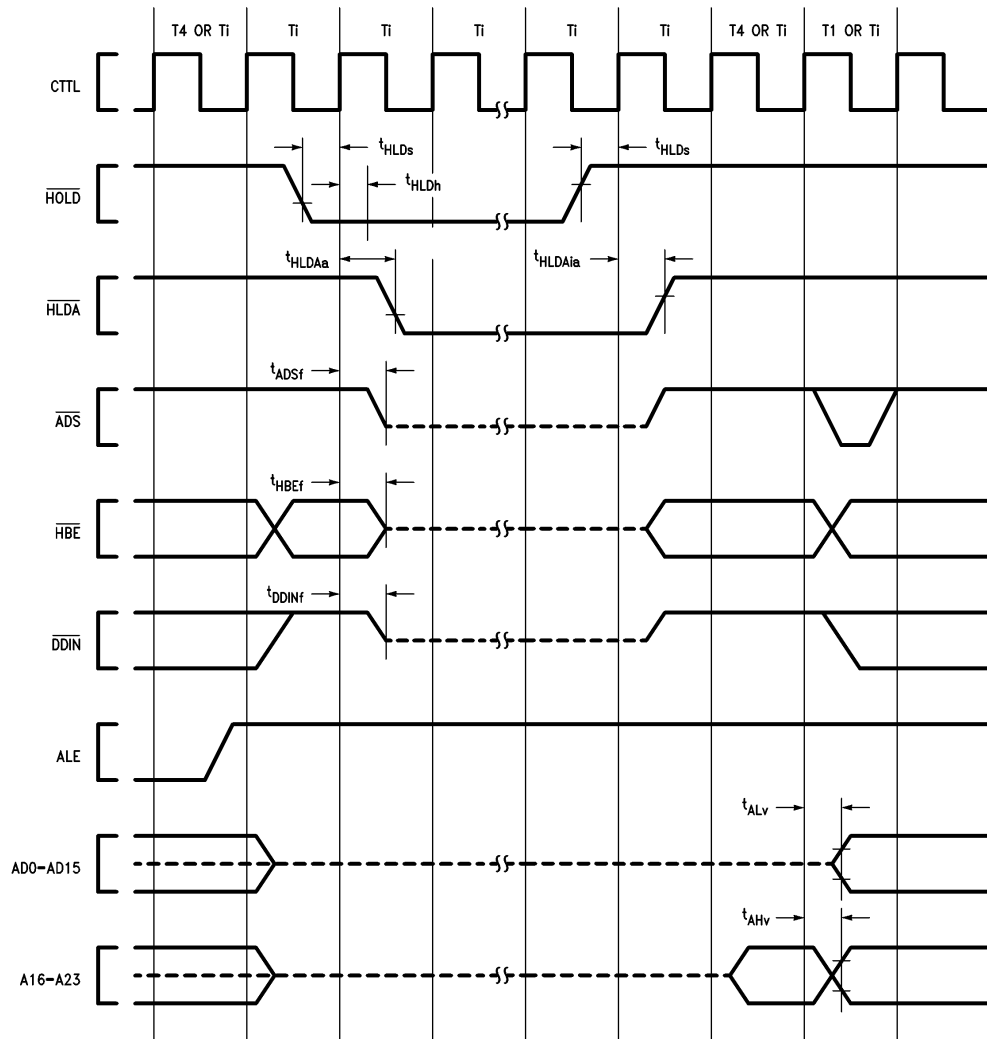 T4 OR Ti Ti Ti Ti Ti Ti T4 OR Ti T1 OR Ti
CTTL
tHLDs tHLDs
HOLD
tHLDh
tHLDAa tHLDAia
HLDA
tADSf
ADS
tHBEf
HBE
tDDINf
DDIN
ALE
tALv
AD0-AD15
tAHv
A16-A23